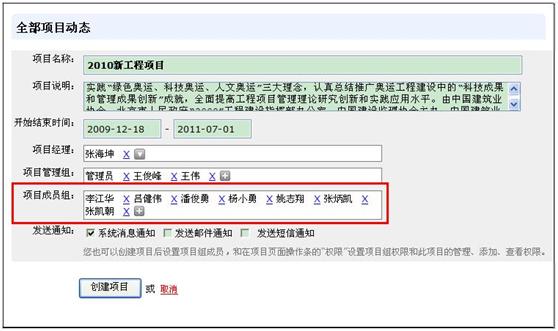 全部项目动态
项目名称： 2010新工程项目
项目说明： 实践“绿色奥运、科技奥运、人文奥运”三大理念，认真总结推广奥运工程建设中的“科技成果
和管理成果创新”成就，全面提高工程项目管理理论研究创新和实践应用水平。由中国建筑业
开始结束时间： 2009-12-18 - 2011-07-01
项目经理： 张海坤 X
项目管理组： 管理员 X 王俊峰 X 王伟 X
项目成员组： 李江华 X 吕健伟 X 潘俊勇 X 杨小勇 X 姚志翔 X 张炳凯 X
张凯朝 X
发送通知： 系统消息通知 发送邮件通知 发送短信通知
您也可以创建项目后设置项目组成员，和在项目页面操作条的“权限”设置项目组权限和此项目的管理、添加、查看权限。
创建项目 或 取消